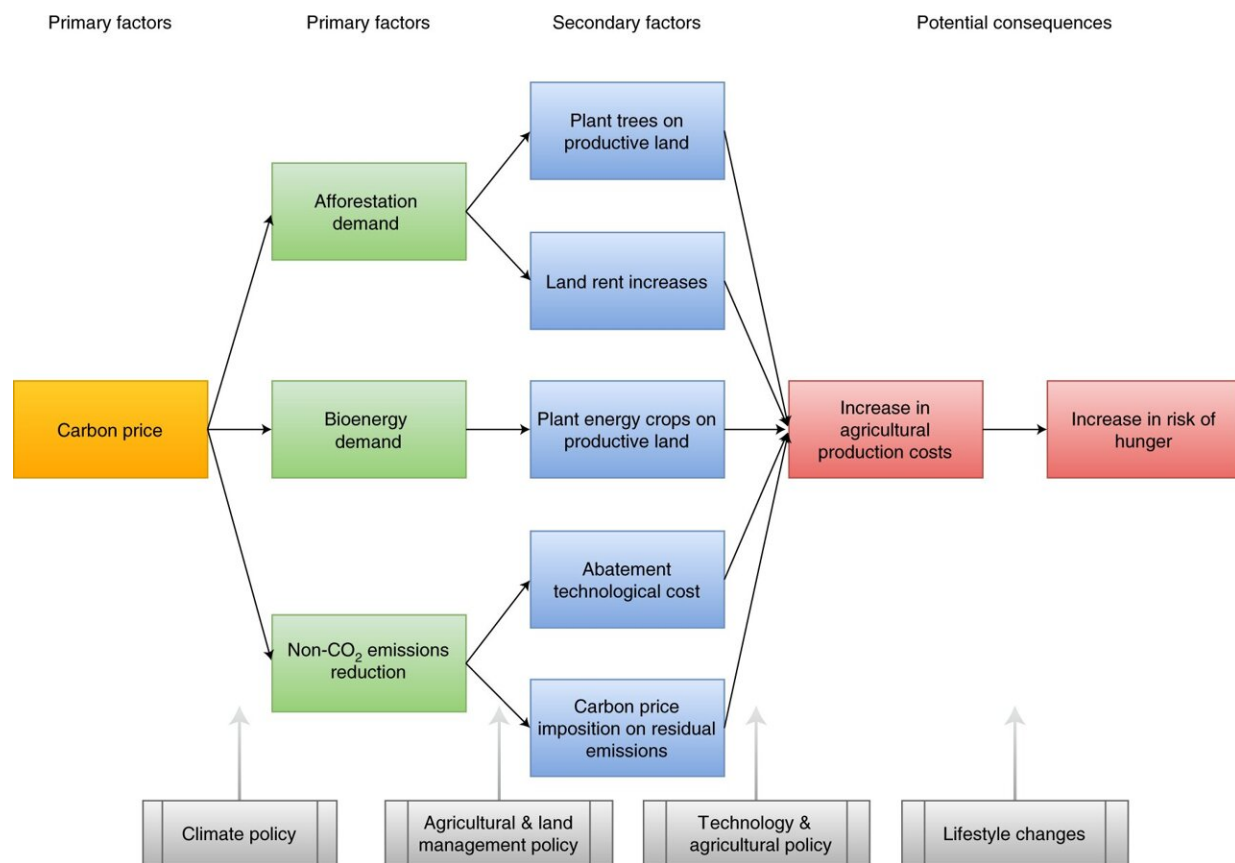 Primary factors
Primary factors
Secondary factors
Potential consequences
Plant trees on
productive land
Afforestation
demand
Land rent increases
Carbon price
Bioenergy
demand
Plant energy crops on
productive land
Increase in
agricultural
production costs
Increase in risk of
hunger
Abatement
technological cost
Non-CO₂ emissions
reduction
Carbon price
imposition on residual
emissions
Climate policy
Agricultural & land
management policy
Technology &
agricultural policy
Lifestyle changes